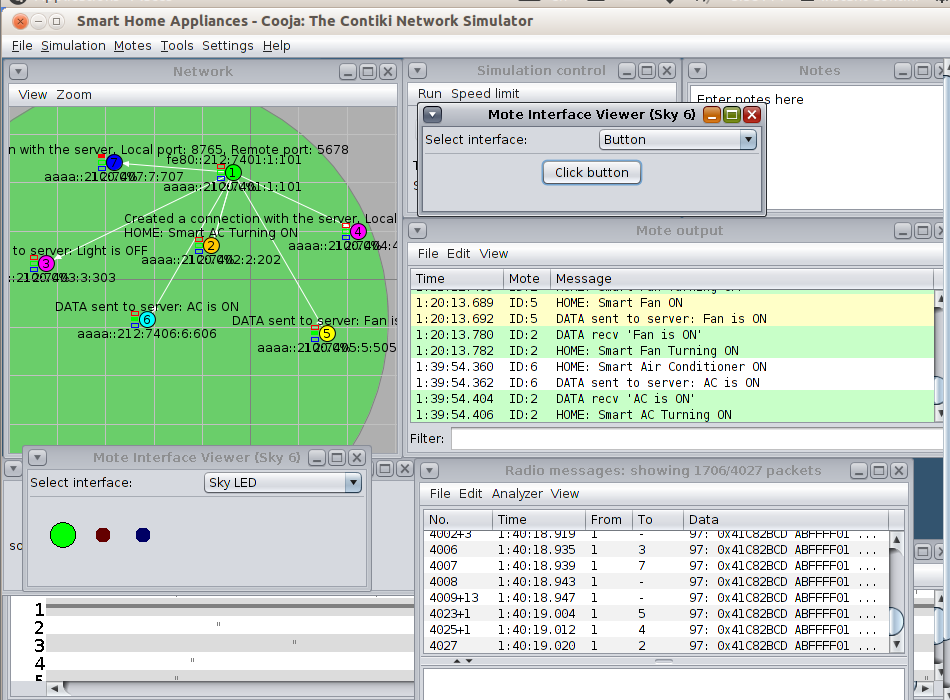 Smart Home Appliances - Cooja: The Contiki Network Simulator
File Simulation Motes Tools Settings Help
Network
View Zoom
n with the server, Local port: 8765, Remote port: 5678
fe80::212:7401:1:101
7
1
aaaa::212:7401:1:101
Created a connection with the server, Local
HOME: Smart AC Turning ON
2
4
to server: Light is OFF
3
DATA sent to server: AC is ON
6
aaaa::212:7406:6:606
DATA sent to server: Fan is
5
Simulation control
Run Speed limit
Notes
Enter notes here
Mote Interface Viewer (Sky 6)
Select interface: Button
Click button
Mote output
File Edit View
Time Mote Message
1:20:13.689 ID:5 HOME: Smart Fan ON
1:20:13.692 ID:5 DATA sent to server: Fan is ON
1:20:13.780 ID:2 DATA recv 'Fan is ON'
1:20:13.782 ID:2 HOME: Smart Fan Turning ON
1:39:54.360 ID:6 HOME: Smart Air Conditioner ON
1:39:54.362 ID:6 DATA sent to server: AC is ON
1:39:54.404 ID:2 DATA recv 'AC is ON'
1:39:54.406 ID:2 HOME: Smart AC Turning ON
Filter:
Mote Interface Viewer (Sky 6)
Select interface: Sky LED
sc
1
2
3
4
5
Radio messages: showing 1706/4027 packets
File Edit Analyzer View
No. Time From To Data
4002+3 1:40:18.919 1 - 97: 0x41C82BCD ABFFFF01 ...
4006 1:40:18.935 1 3 97: 0x41C82BCD ABFFFF01 ...
4007 1:40:18.939 1 7 97: 0x41C82BCD ABFFFF01 ...
4008 1:40:18.943 1 - 97: 0x41C82BCD ABFFFF01 ...
4009+13 1:40:18.947 1 - 97: 0x41C82BCD ABFFFF01 ...
4023+1 1:40:19.004 1 5 97: 0x41C82BCD ABFFFF01 ...
4025+1 1:40:19.012 1 4 97: 0x41C82BCD ABFFFF01 ...
4027 1:40:19.020 1 2 97: 0x41C82BCD ABFFFF01 ...